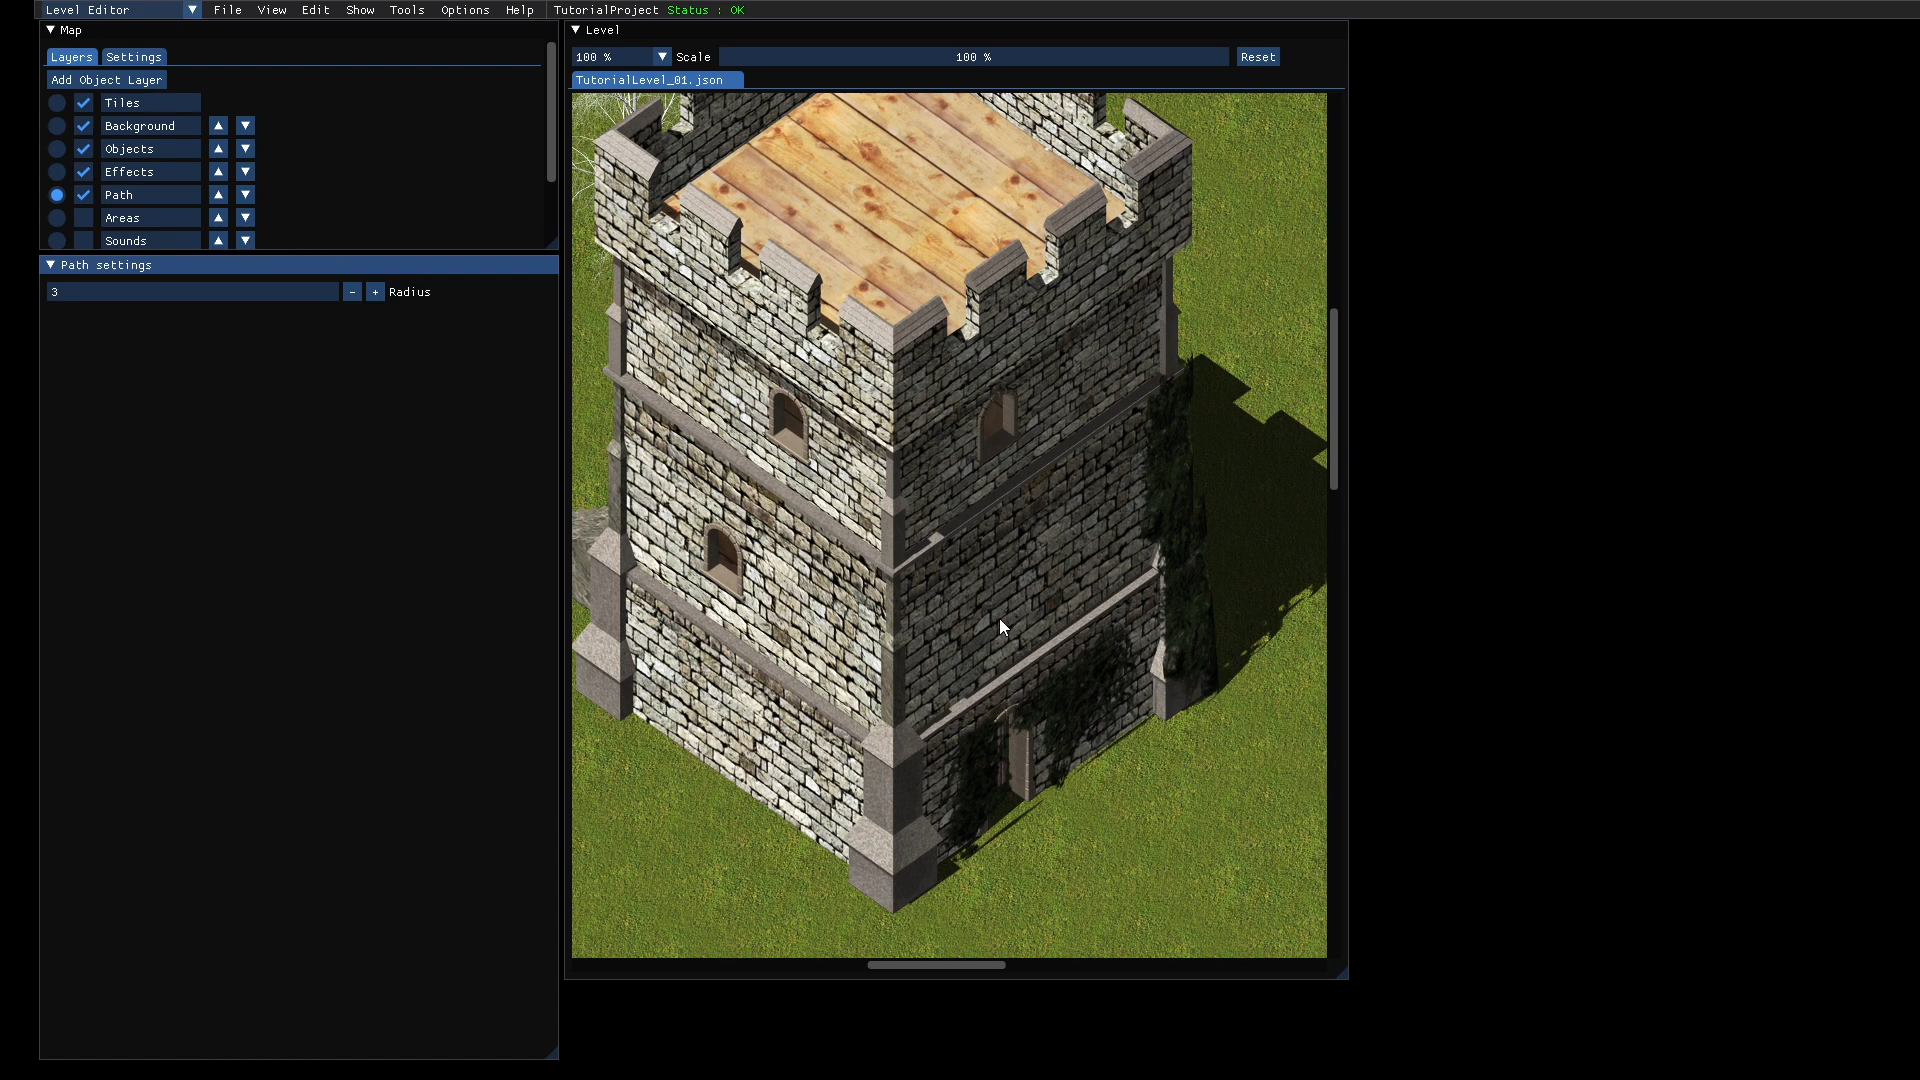 Level Editor File View Edit Show Tools Options Help TutorialProject Status : OK
Map
Layers Settings
Add Object Layer
Tiles
Background
Objects
Effects
Path
Areas
Sounds
Path settings
3 - + Radius
Level
100 % Scale 100 % Reset
TutorialLevel_01.json